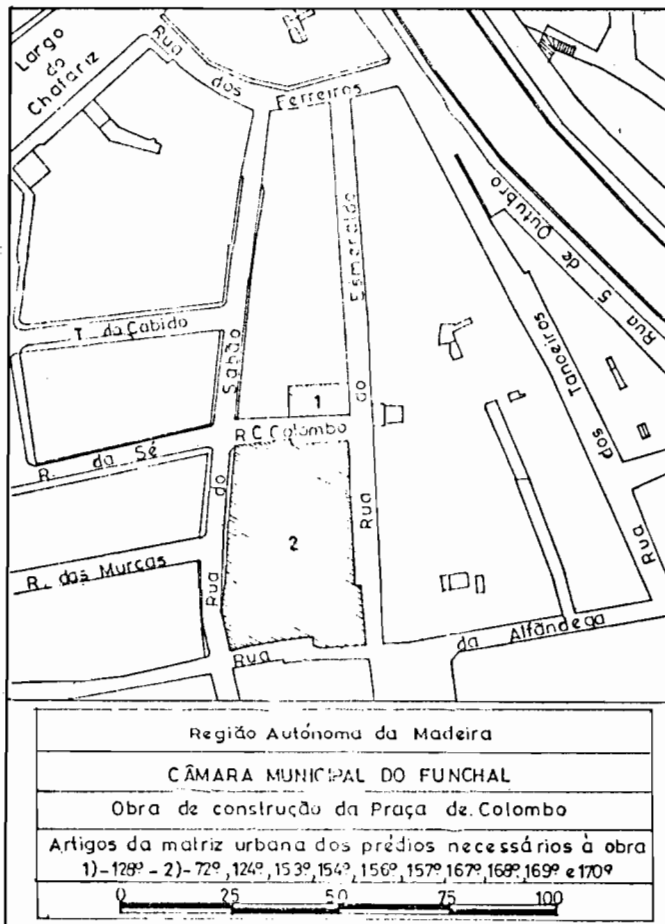 Largo do Chafariz
Rua dos Ferreiros
Rua 5 de Outubro
Rua do Esmeraldo
Rua dos Tanoeiros
T. do Cabido
Rua do Sabão
1
R C. Colombo
R. da Sé
2
R. das Murças
Rua da Alfândega
Região Autónoma da Madeira
CÂMARA MUNICIPAL DO FUNCHAL
Obra de construção da Praça de Colombo
Artigos da matriz urbana dos prédios necessários à obra
1)-128º - 2)-72º, 124º, 153º, 154º, 156º, 157º, 167º, 168º, 169º e 170º
0 25 50 75 100